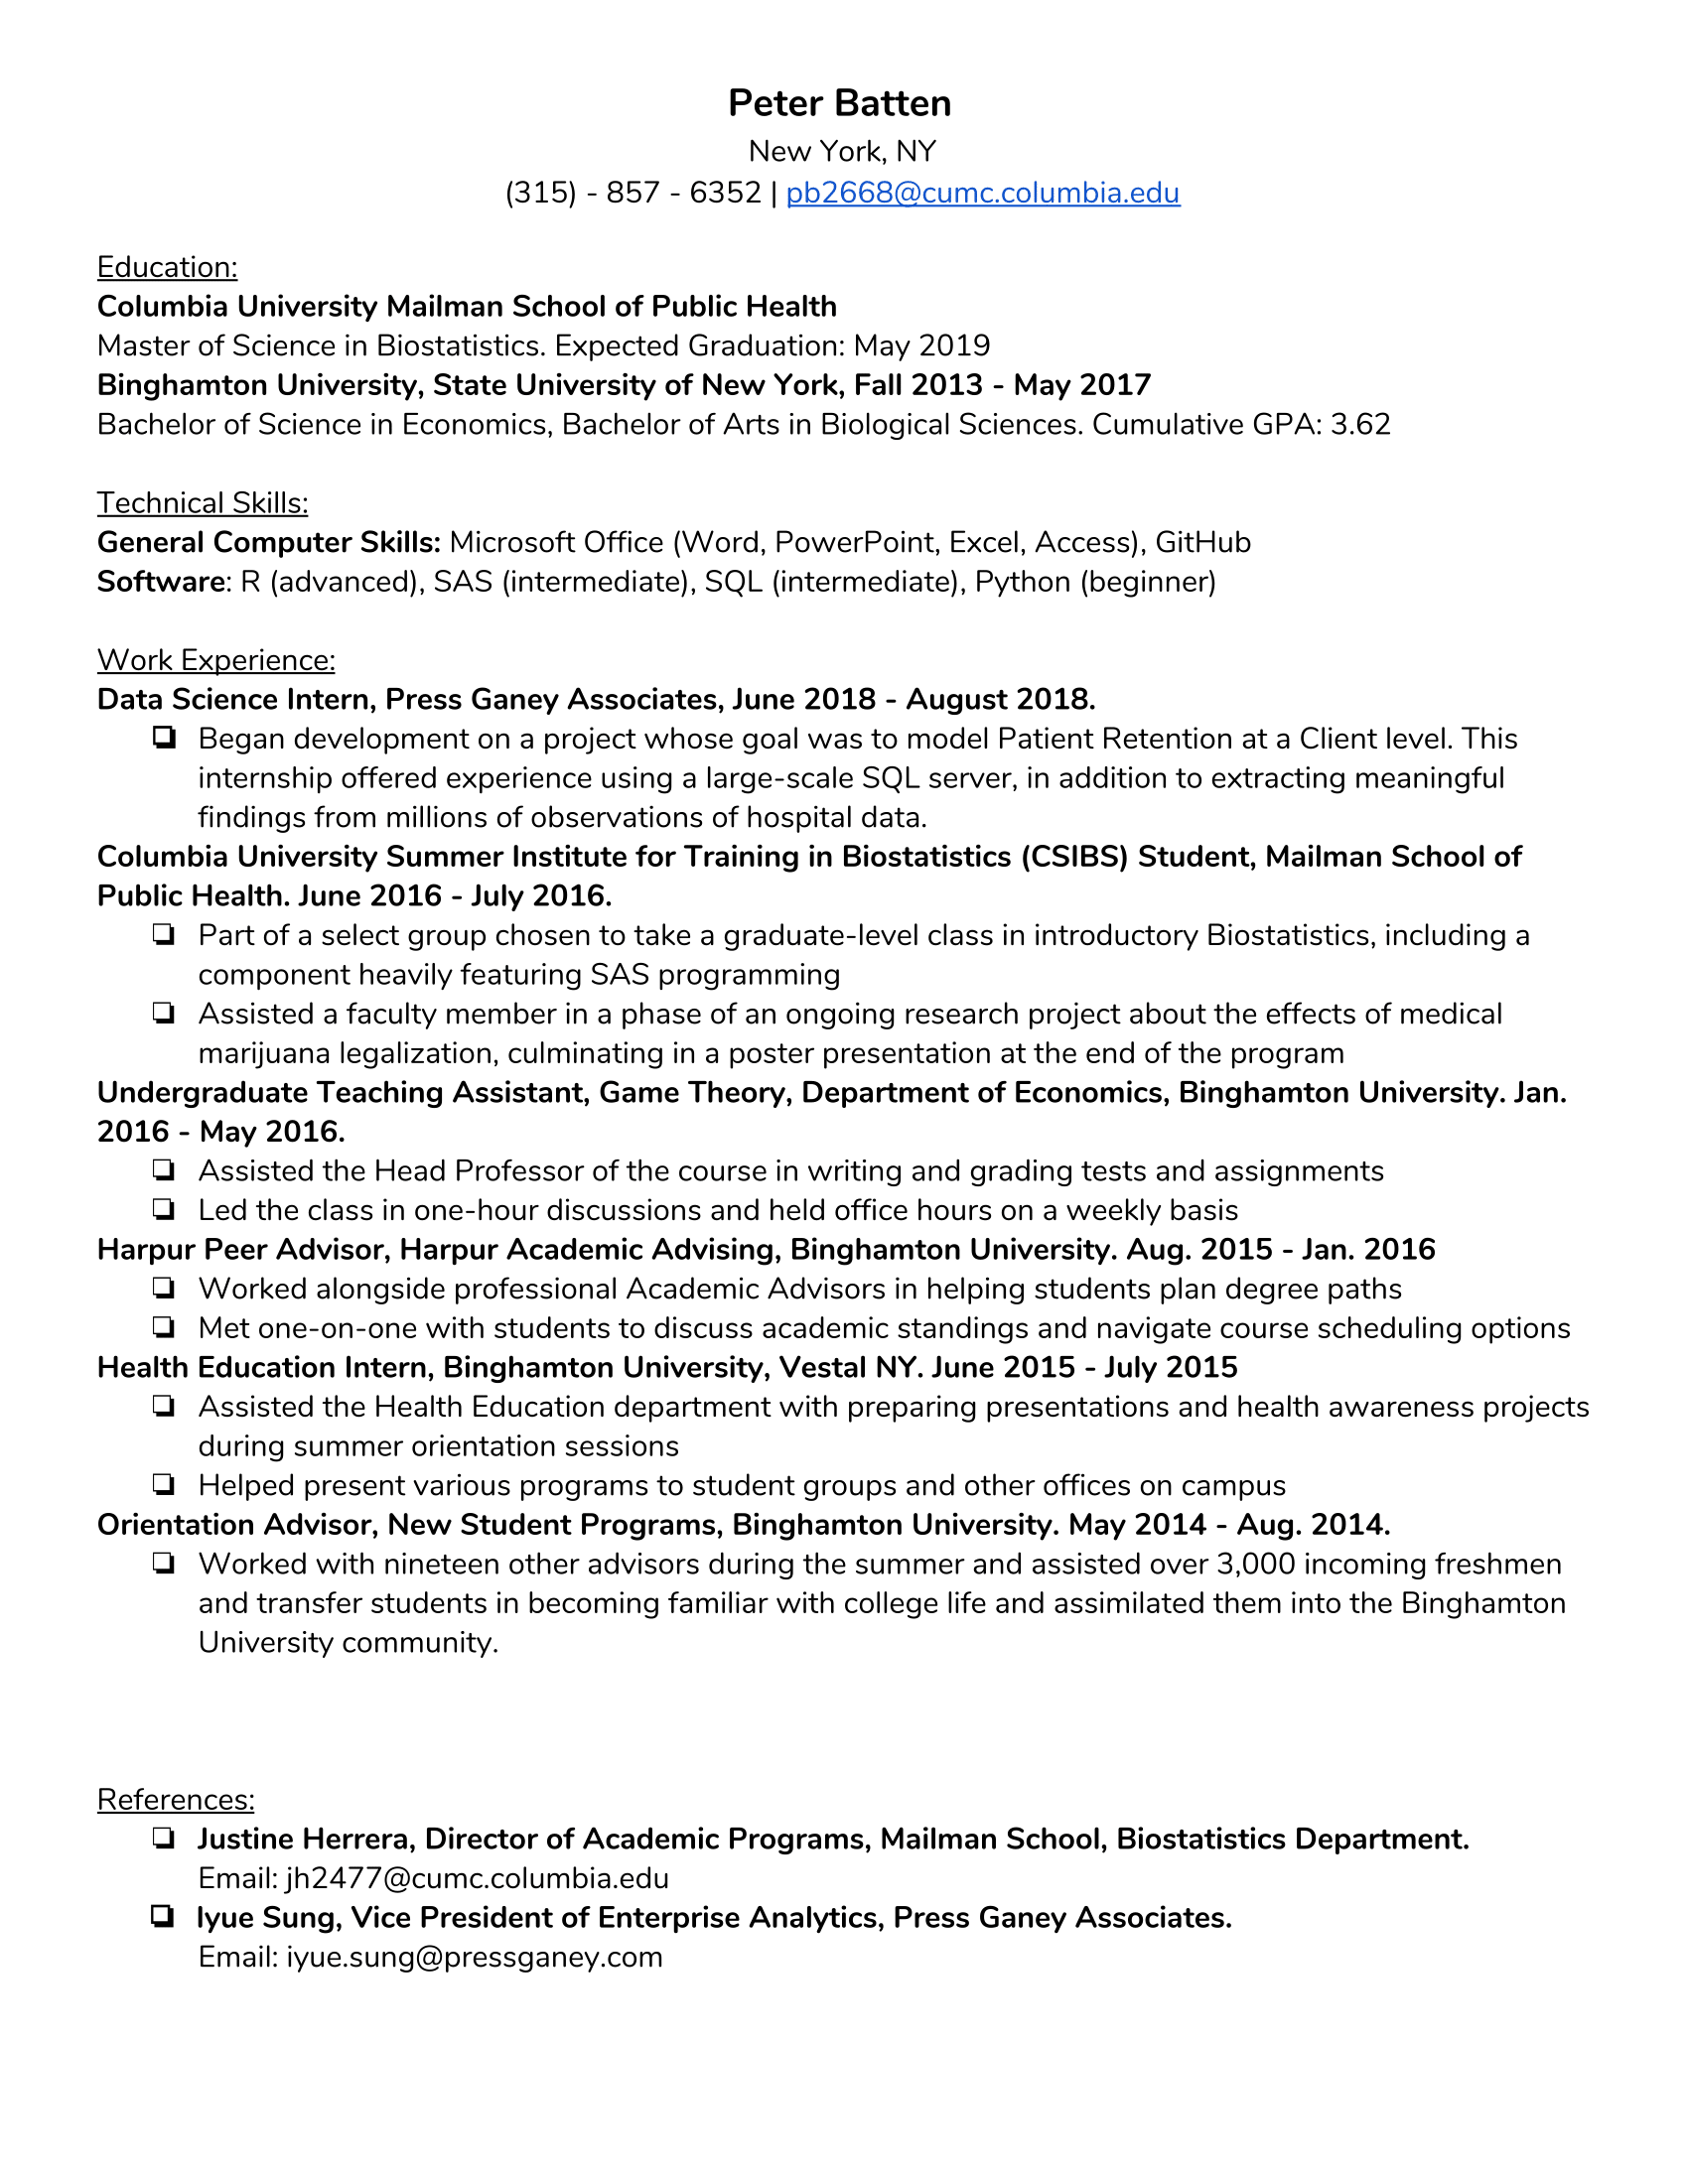 Peter Batten
New York, NY
(315) - 857 - 6352 | pb2668@cumc.columbia.edu
Education:
Columbia University Mailman School of Public Health
Master of Science in Biostatistics. Expected Graduation: May 2019
Binghamton University, State University of New York, Fall 2013 - May 2017
Bachelor of Science in Economics, Bachelor of Arts in Biological Sciences. Cumulative GPA: 3.62
Technical Skills:
General Computer Skills: Microsoft Office (Word, PowerPoint, Excel, Access), GitHub
Software: R (advanced), SAS (intermediate), SQL (intermediate), Python (beginner)
Work Experience:
Data Science Intern, Press Ganey Associates, June 2018 - August 2018.
❏ Began development on a project whose goal was to model Patient Retention at a Client level. This
internship offered experience using a large-scale SQL server, in addition to extracting meaningful
findings from millions of observations of hospital data.
Columbia University Summer Institute for Training in Biostatistics (CSIBS) Student, Mailman School of
Public Health. June 2016 - July 2016.
❏ Part of a select group chosen to take a graduate-level class in introductory Biostatistics, including a
component heavily featuring SAS programming
❏ Assisted a faculty member in a phase of an ongoing research project about the effects of medical
marijuana legalization, culminating in a poster presentation at the end of the program
Undergraduate Teaching Assistant, Game Theory, Department of Economics, Binghamton University. Jan.
2016 - May 2016.
❏ Assisted the Head Professor of the course in writing and grading tests and assignments
❏ Led the class in one-hour discussions and held office hours on a weekly basis
Harpur Peer Advisor, Harpur Academic Advising, Binghamton University. Aug. 2015 - Jan. 2016
❏ Worked alongside professional Academic Advisors in helping students plan degree paths
❏ Met one-on-one with students to discuss academic standings and navigate course scheduling options
Health Education Intern, Binghamton University, Vestal NY. June 2015 - July 2015
❏ Assisted the Health Education department with preparing presentations and health awareness projects
during summer orientation sessions
❏ Helped present various programs to student groups and other offices on campus
Orientation Advisor, New Student Programs, Binghamton University. May 2014 - Aug. 2014.
❏ Worked with nineteen other advisors during the summer and assisted over 3,000 incoming freshmen
and transfer students in becoming familiar with college life and assimilated them into the Binghamton
University community.
References:
❏ Justine Herrera, Director of Academic Programs, Mailman School, Biostatistics Department.
Email: jh2477@cumc.columbia.edu
❏ Iyue Sung, Vice President of Enterprise Analytics, Press Ganey Associates.
Email: iyue.sung@pressganey.com